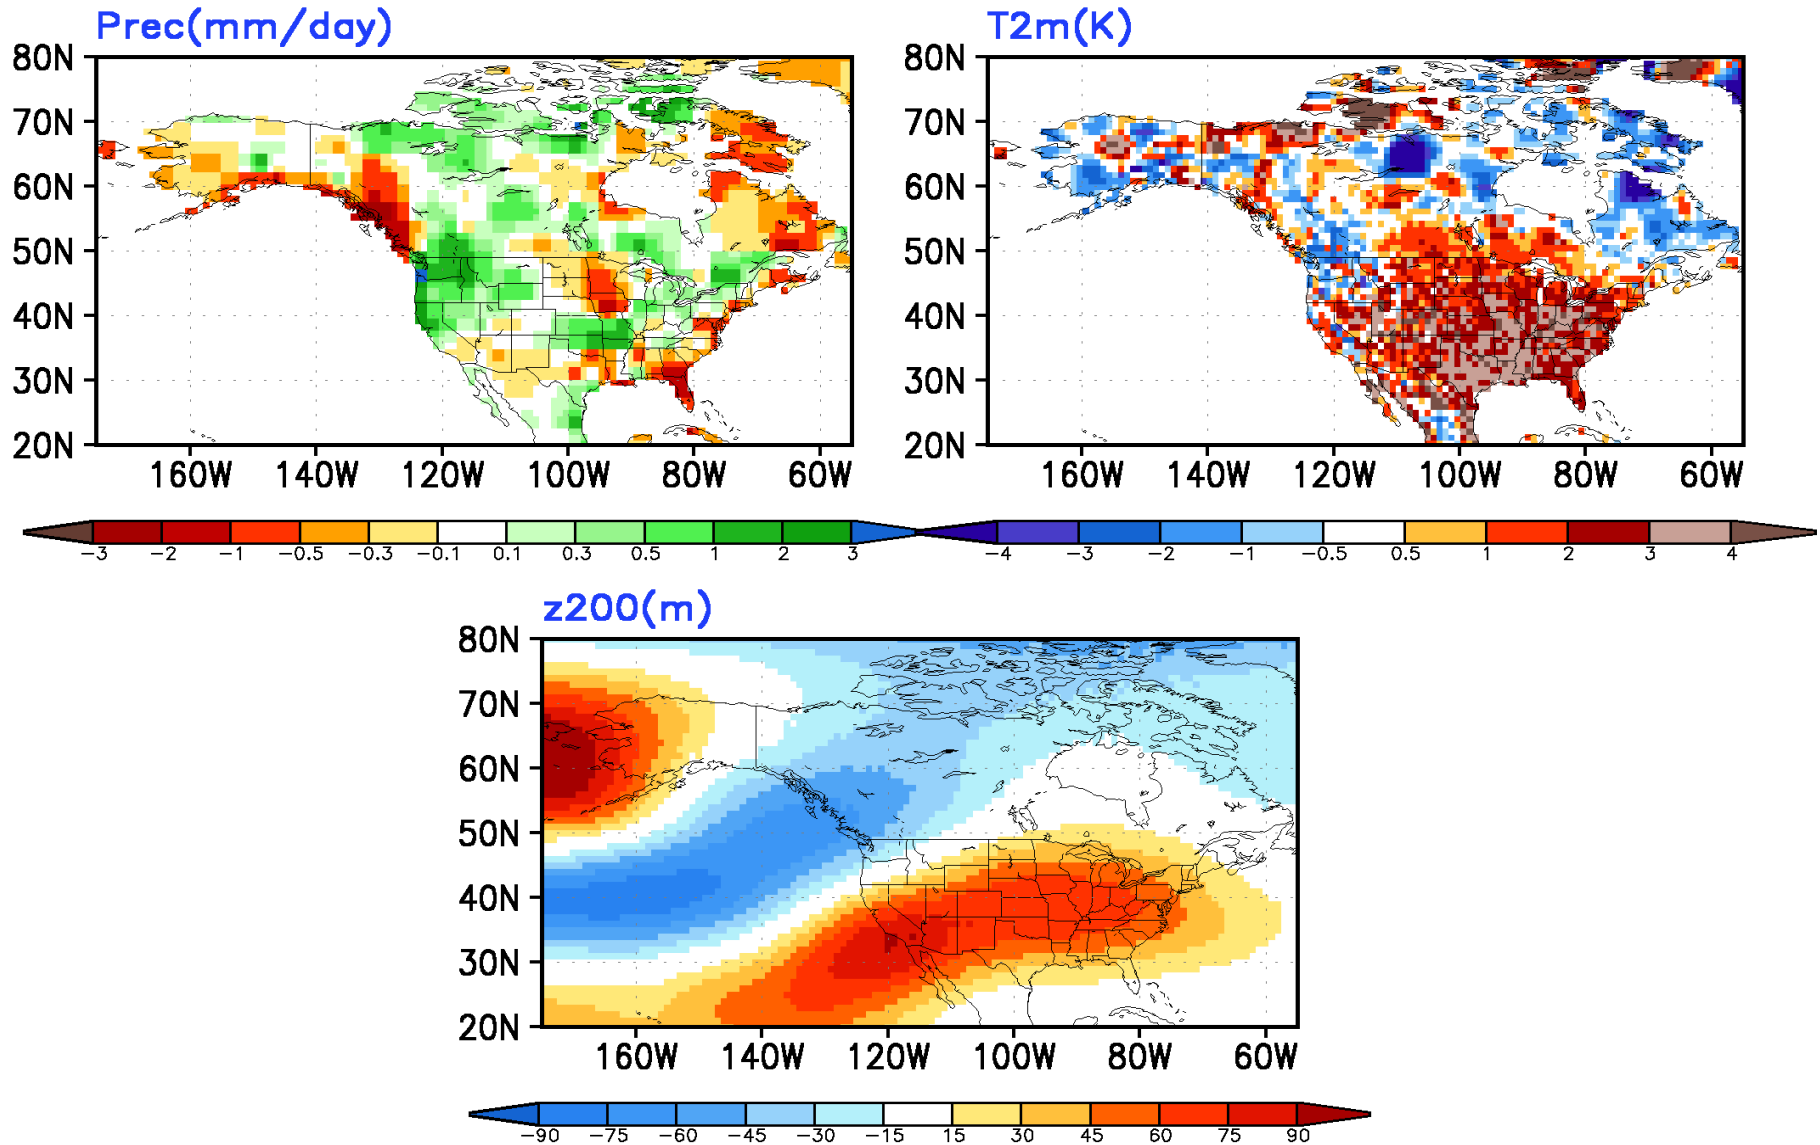 Prec(mm/day)
80N
70N
60N
50N
40N
30N
20N
160W 140W 120W 100W 80W 60W
-3 -2 -1 -0.5 -0.3 -0.1 0.1 0.3 0.5 1 2 3
T2m(K)
80N
70N
60N
50N
40N
30N
20N
160W 140W 120W 100W 80W 60W
-4 -3 -2 -1 -0.5 0.5 1 2 3 4
z200(m)
80N
70N
60N
50N
40N
30N
20N
160W 140W 120W 100W 80W 60W
-90 -75 -60 -45 -30 -15 15 30 45 60 75 90